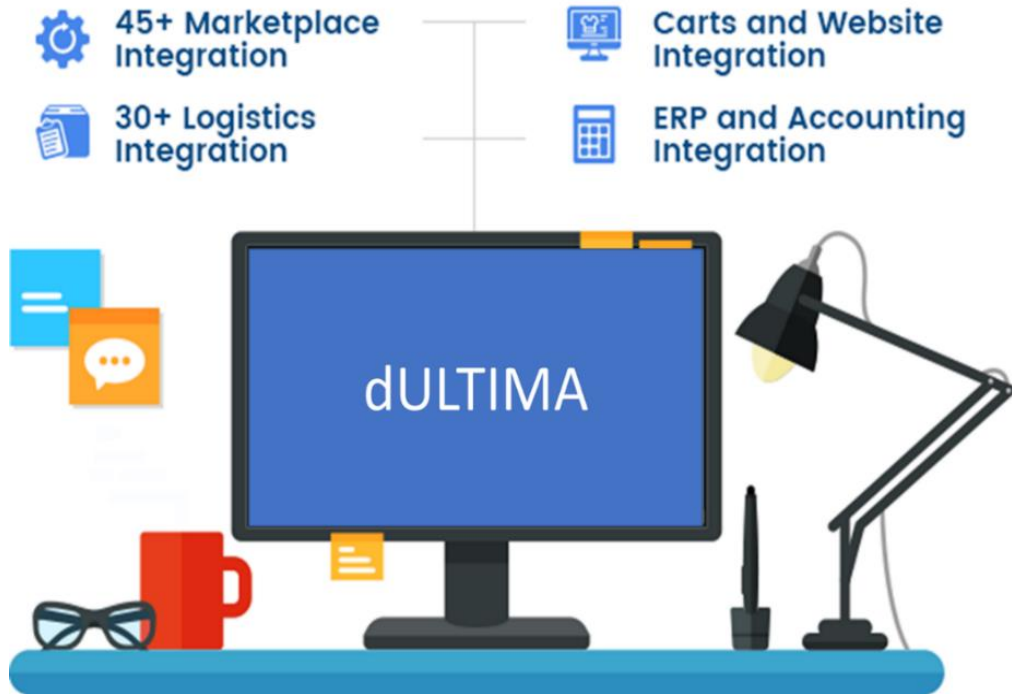 45+ Marketplace
Integration
Carts and Website
Integration
30+ Logistics
Integration
ERP and Accounting
Integration
dULTIMA